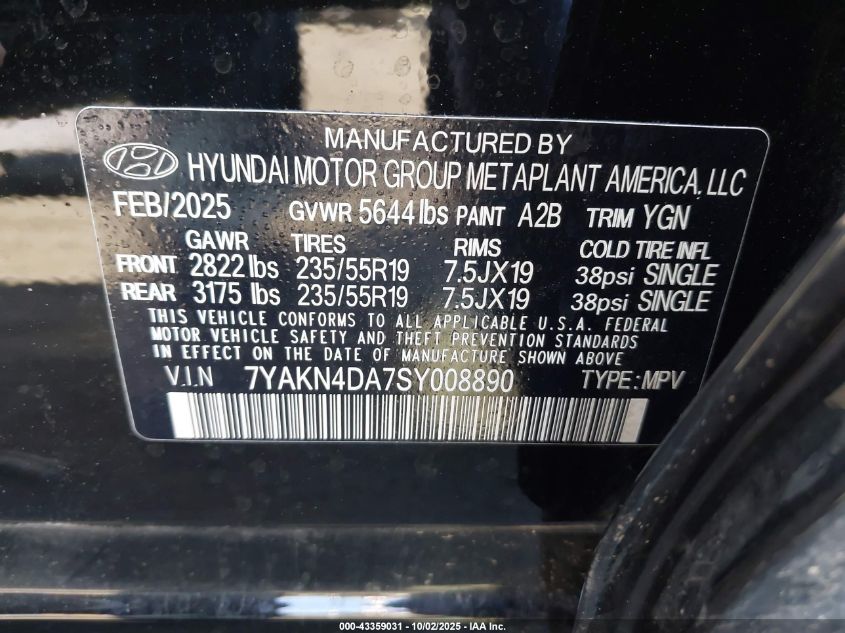 MANUFACTURED BY
HYUNDAI MOTOR GROUP METAPLANT AMERICA, LLC
FEB/2025 GVWR 5644 lbs PAINT A2B TRIM YGN
GAWR TIRES RIMS COLD TIRE INFL
FRONT 2822 lbs 235/55R19 7.5JX19 38psi SINGLE
REAR 3175 lbs 235/55R19 7.5JX19 38psi SINGLE
THIS VEHICLE CONFORMS TO ALL APPLICABLE U.S.A. FEDERAL
MOTOR VEHICLE SAFETY AND THEFT PREVENTION STANDARDS
IN EFFECT ON THE DATE OF MANUFACTURE SHOWN ABOVE
V.I.N 7YAKN4DA7SY008890 TYPE:MPV
000-43359031 - 10/02/2025 - IAA Inc.